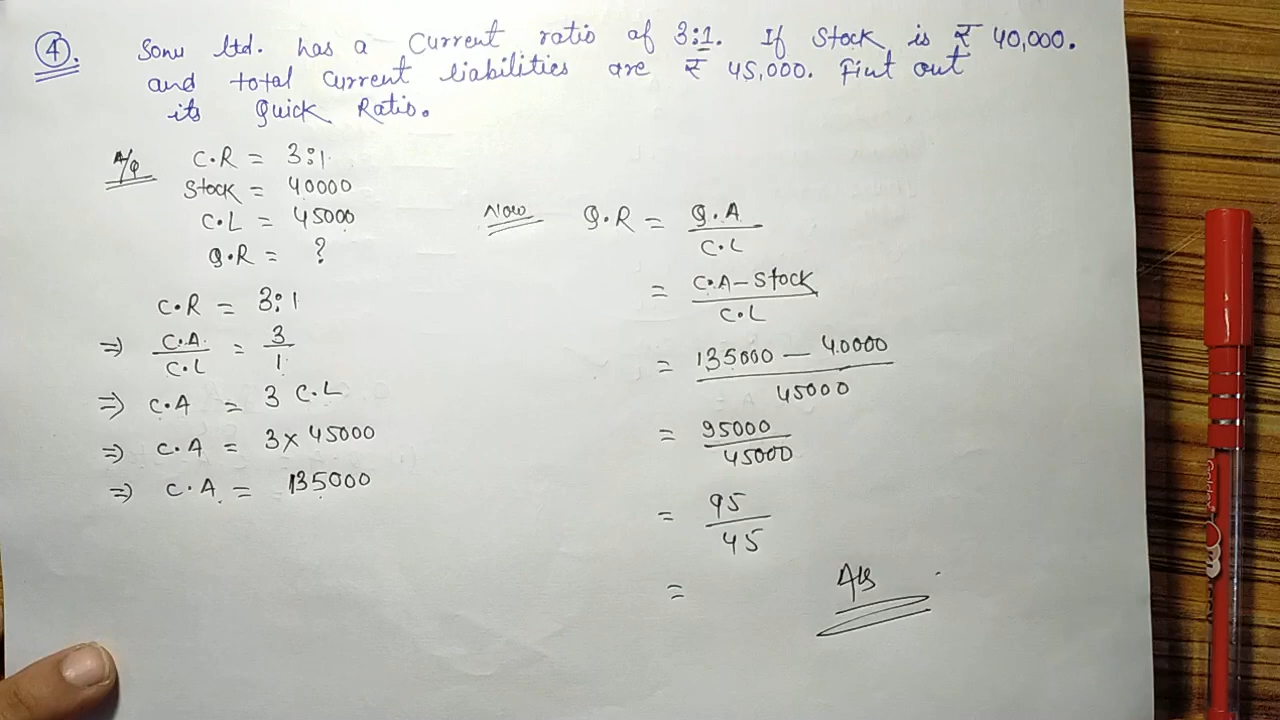 ④. Sonu ltd. has a Current ratio of 3:1. If Stock is ₹ 40,000.
and total Current liabilities are ₹ 45,000. Fint out
its Quick Ratio.
A/Q C.R = 3:1
Stock = 40000
C.L = 45000
Q.R = ?
C.R = 3:1
⇒ C.A. / C.L = 3 / 1
⇒ C.A = 3 C.L
⇒ C.A = 3 × 45000
⇒ C.A. = 135000
Now Q.R = Q.A / C.L
= C.A - Stock / C.L
= 135000 - 40000 / 45000
= 95000 / 45000
= 95 / 45
= Ans